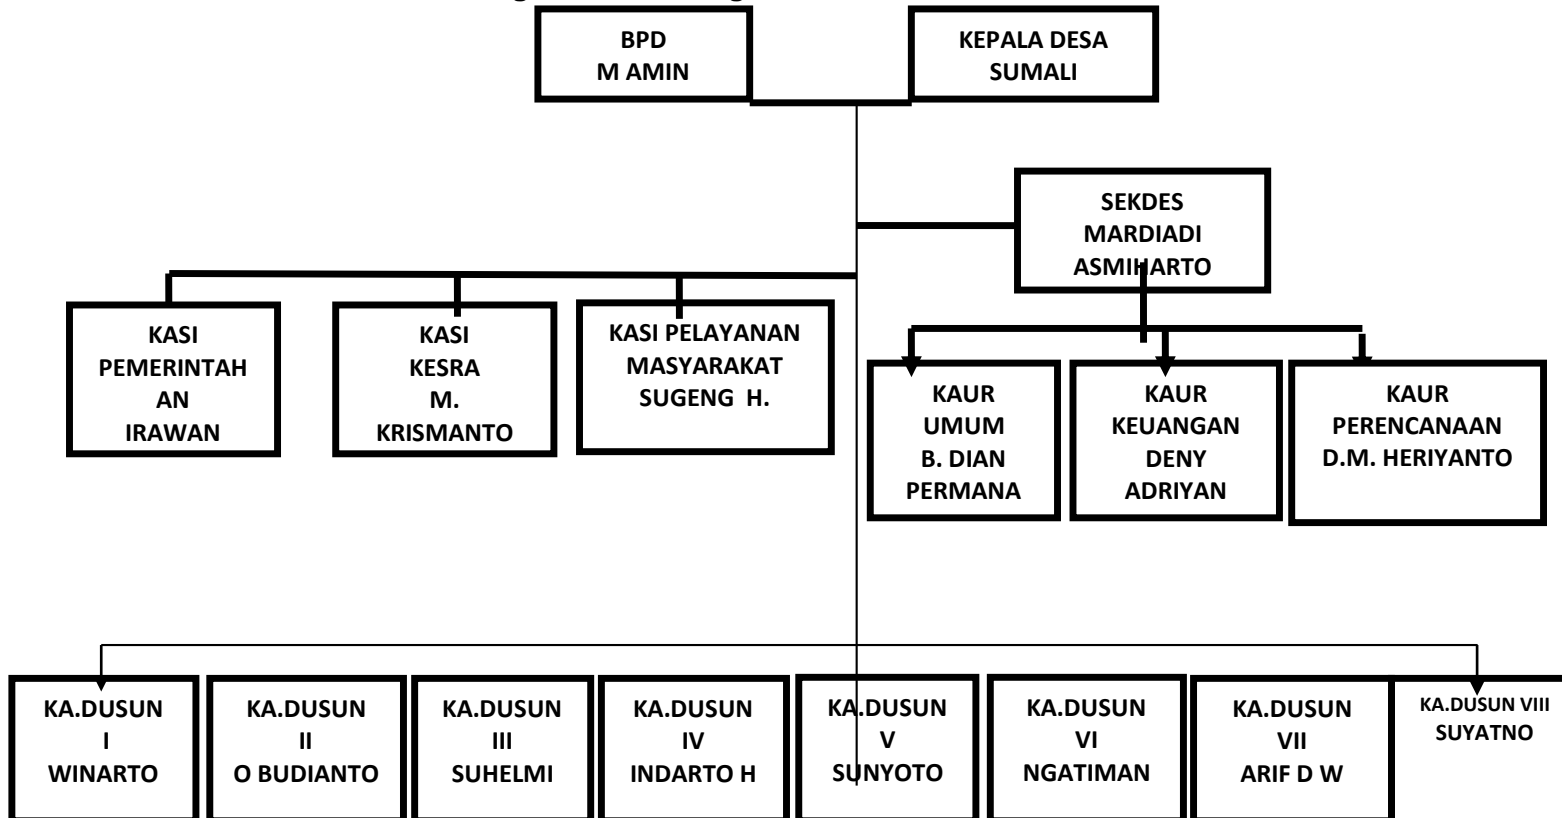 BPD
M AMIN
KEPALA DESA
SUMALI
SEKDES
MARDIADI
ASMIHARTO
KASI
PEMERINTAH
AN
IRAWAN
KASI
KESRA
M.
KRISMANTO
KASI PELAYANAN
MASYARAKAT
SUGENG H.
KAUR
UMUM
B. DIAN
PERMANA
KAUR
KEUANGAN
DENY
ADRIYAN
KAUR
PERENCANAAN
D.M. HERIYANTO
KA.DUSUN
I
WINARTO
KA.DUSUN
II
O BUDIANTO
KA.DUSUN
III
SUHELMI
KA.DUSUN
IV
INDARTO H
KA.DUSUN
V
SUNYOTO
KA.DUSUN
VI
NGATIMAN
KA.DUSUN
VII
ARIF D W
KA.DUSUN VIII
SUYATNO